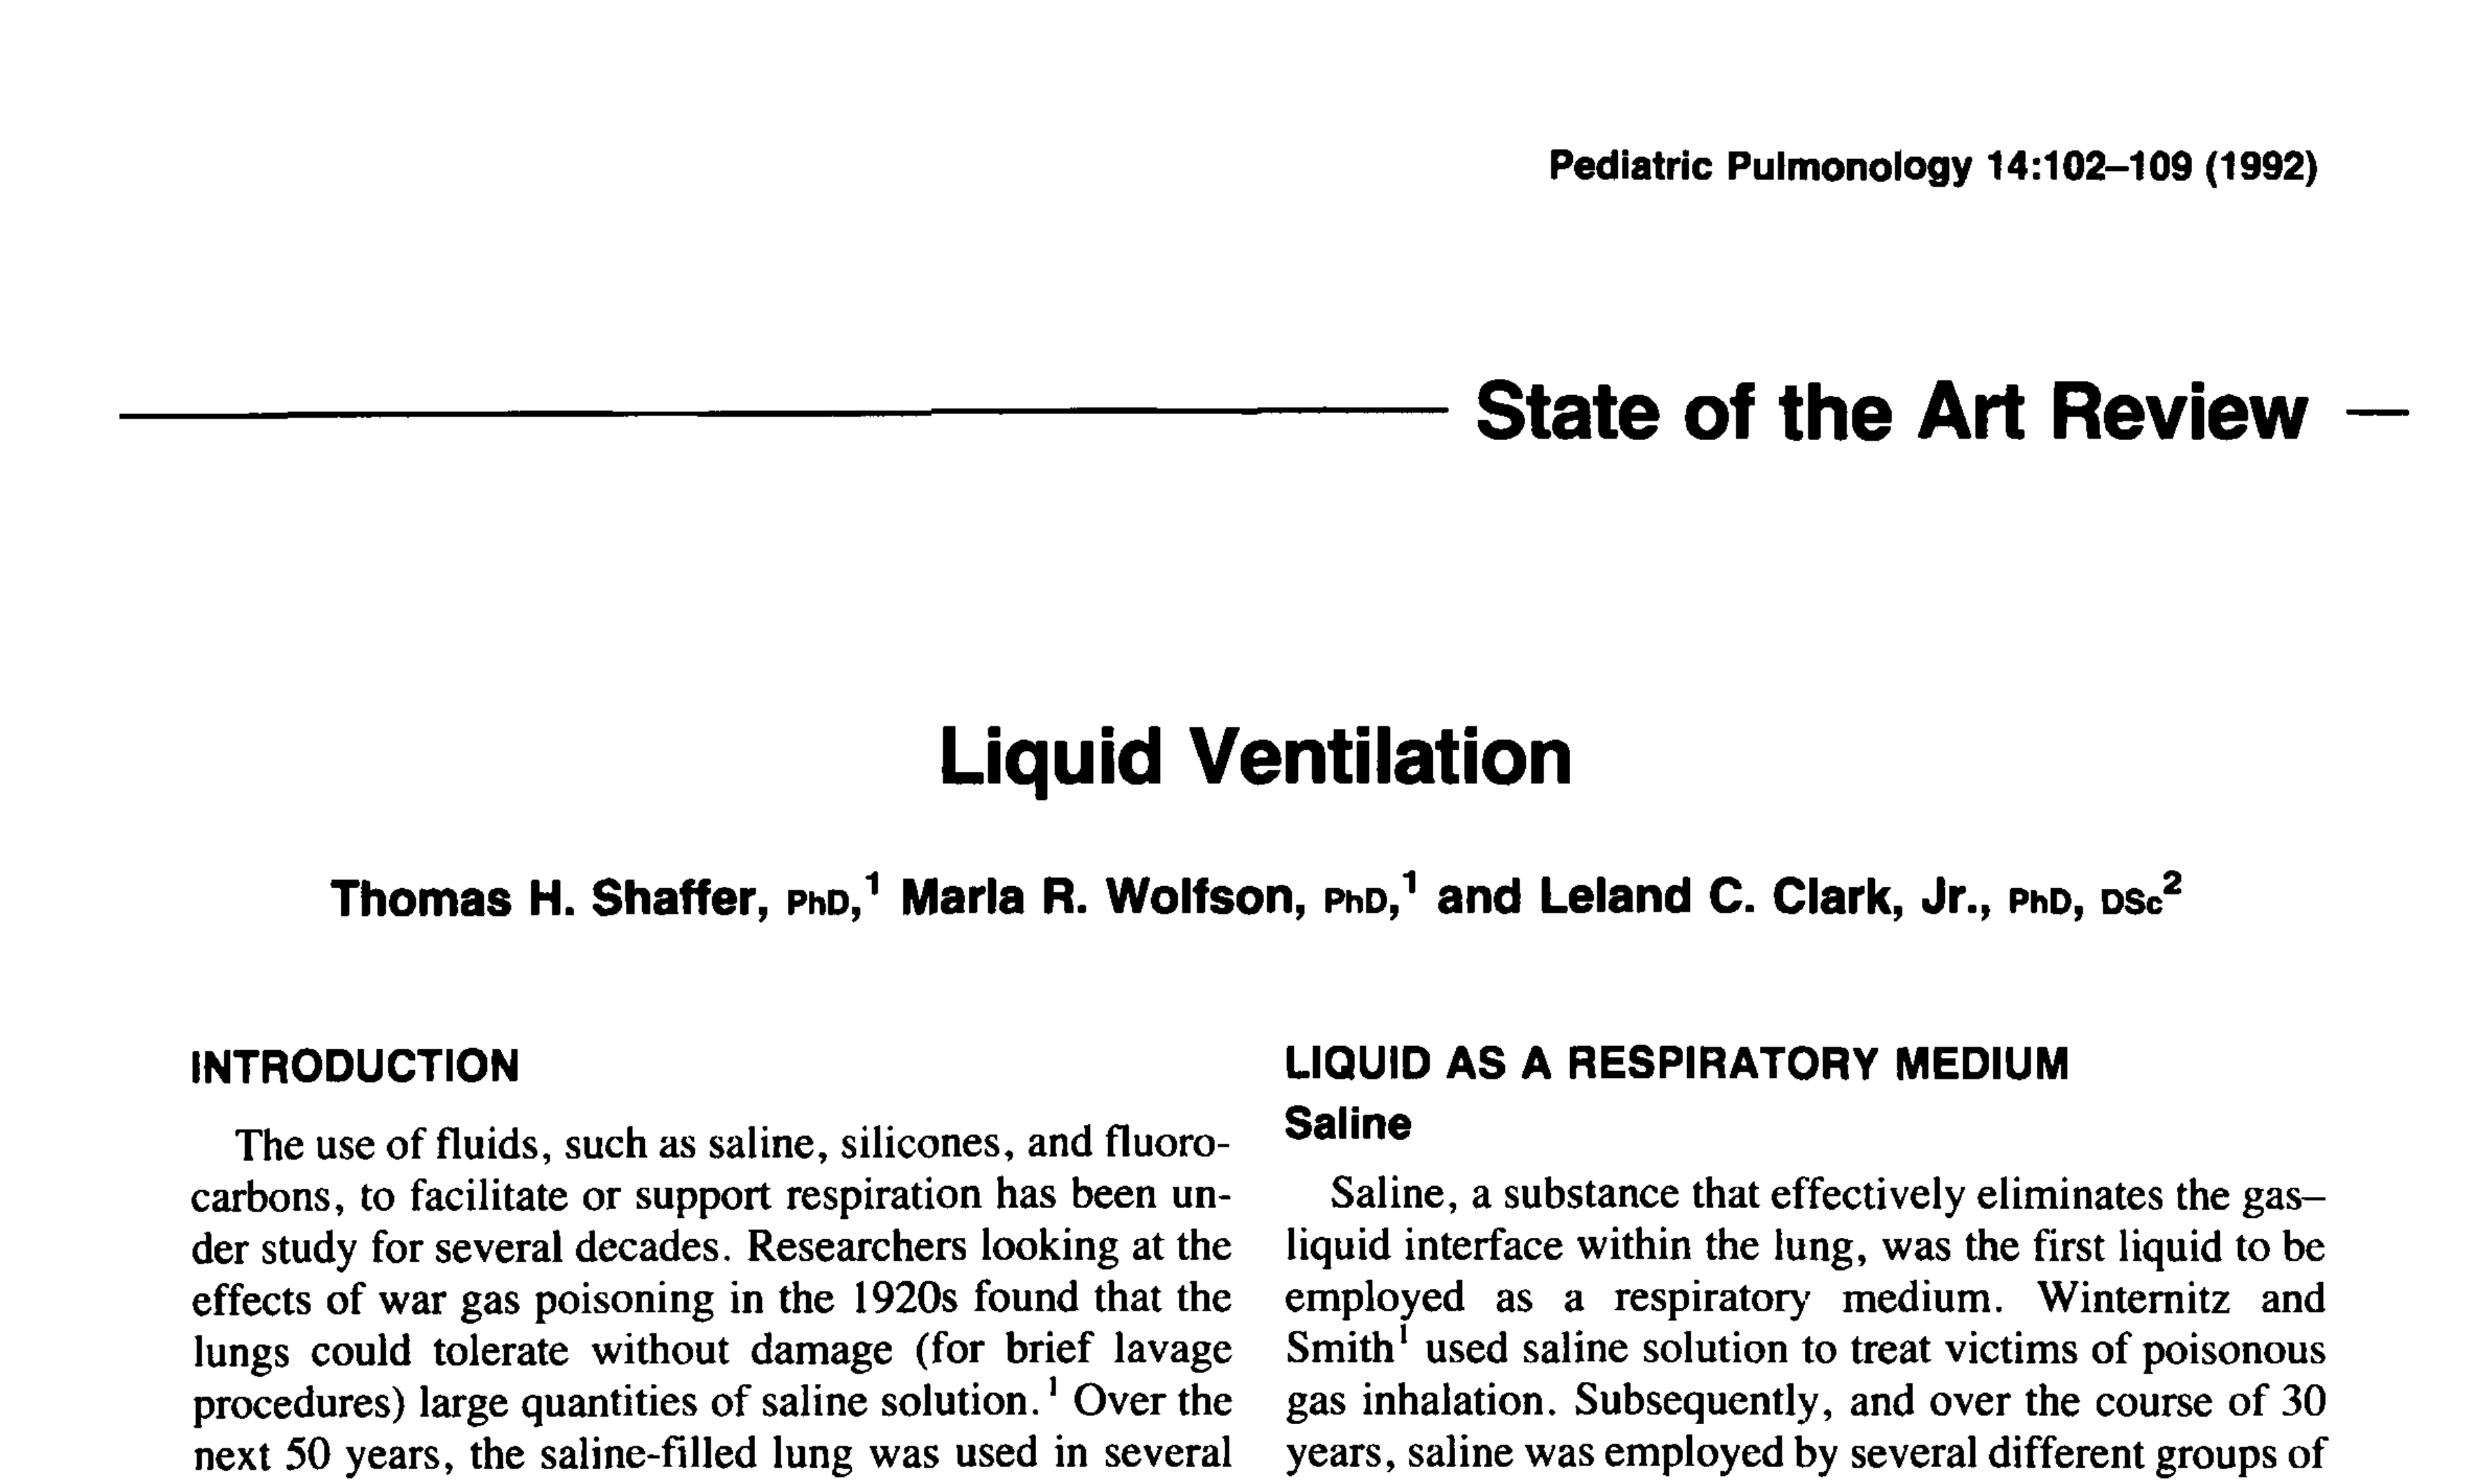 Pediatric Pulmonology 14:102–109 (1992)
State of the Art Review
Liquid Ventilation
Thomas H. Shaffer, PhD,¹ Marla R. Wolfson, PhD,¹ and Leland C. Clark, Jr., PhD, DSc²
INTRODUCTION
The use of fluids, such as saline, silicones, and fluoro-
carbons, to facilitate or support respiration has been un-
der study for several decades. Researchers looking at the
effects of war gas poisoning in the 1920s found that the
lungs could tolerate without damage (for brief lavage
procedures) large quantities of saline solution.¹ Over the
next 50 years, the saline-filled lung was used in several
LIQUID AS A RESPIRATORY MEDIUM
Saline
Saline, a substance that effectively eliminates the gas–
liquid interface within the lung, was the first liquid to be
employed as a respiratory medium. Winternitz and
Smith¹ used saline solution to treat victims of poisonous
gas inhalation. Subsequently, and over the course of 30
years, saline was employed by several different groups of